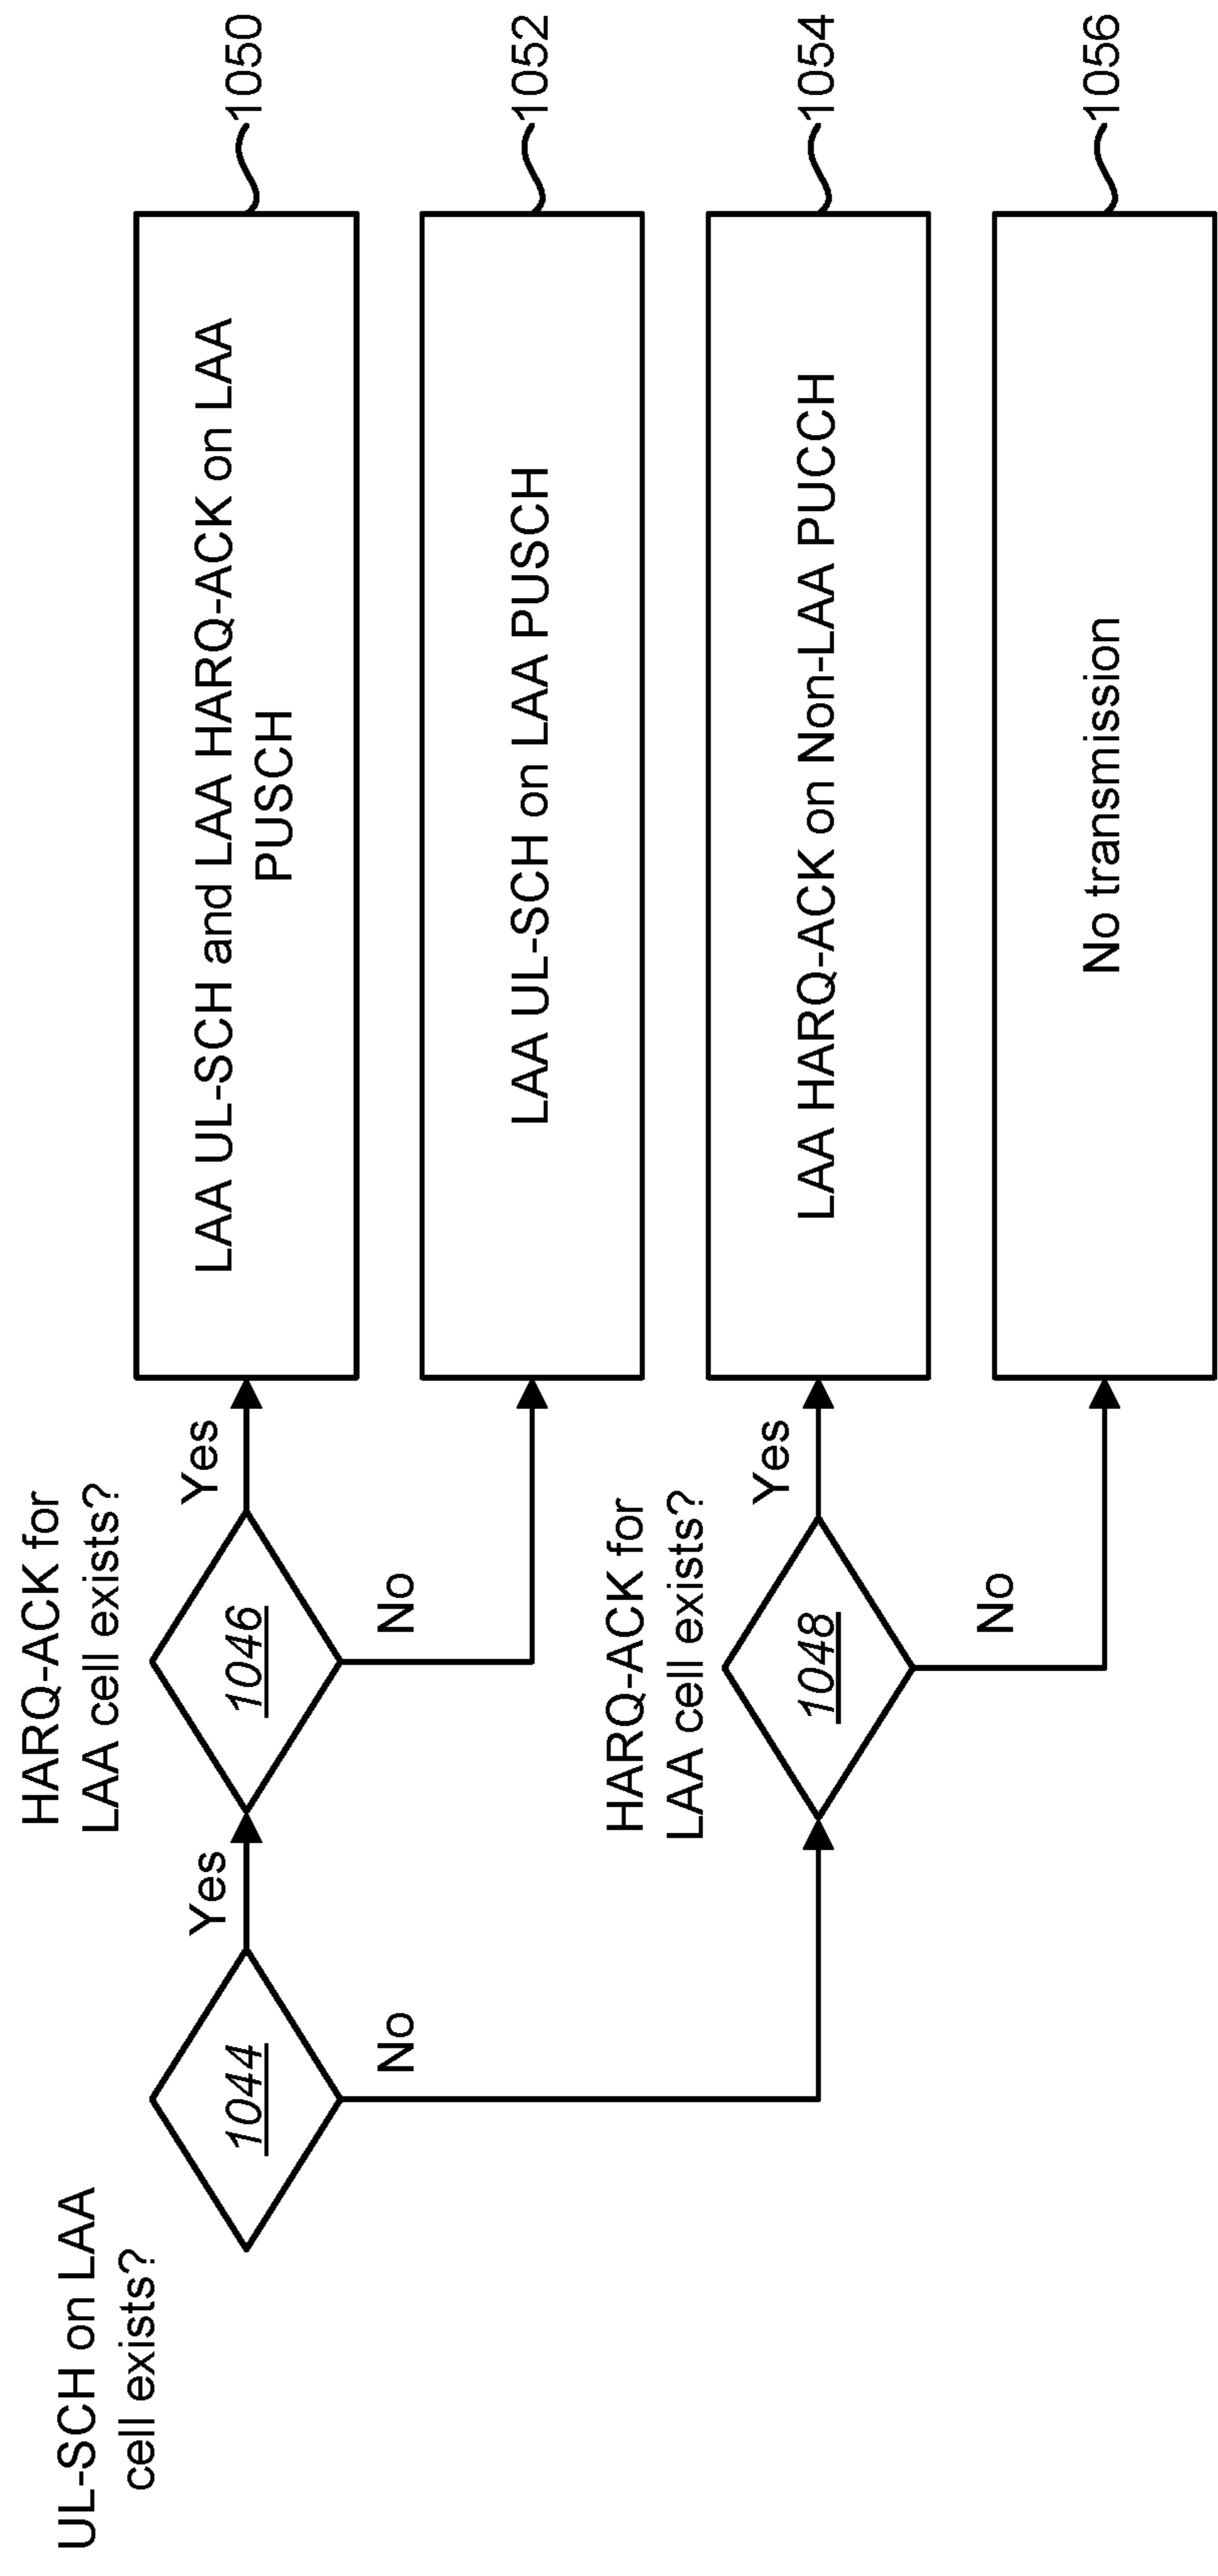 UL-SCH on LAA
cell exists?
1044
Yes
No
HARQ-ACK for
LAA cell exists?
1046
Yes
No
LAA UL-SCH and LAA HARQ-ACK on LAA
PUSCH
1050
LAA UL-SCH on LAA PUSCH
1052
HARQ-ACK for
LAA cell exists?
1048
Yes
No
LAA HARQ-ACK on Non-LAA PUCCH
1054
No transmission
1056